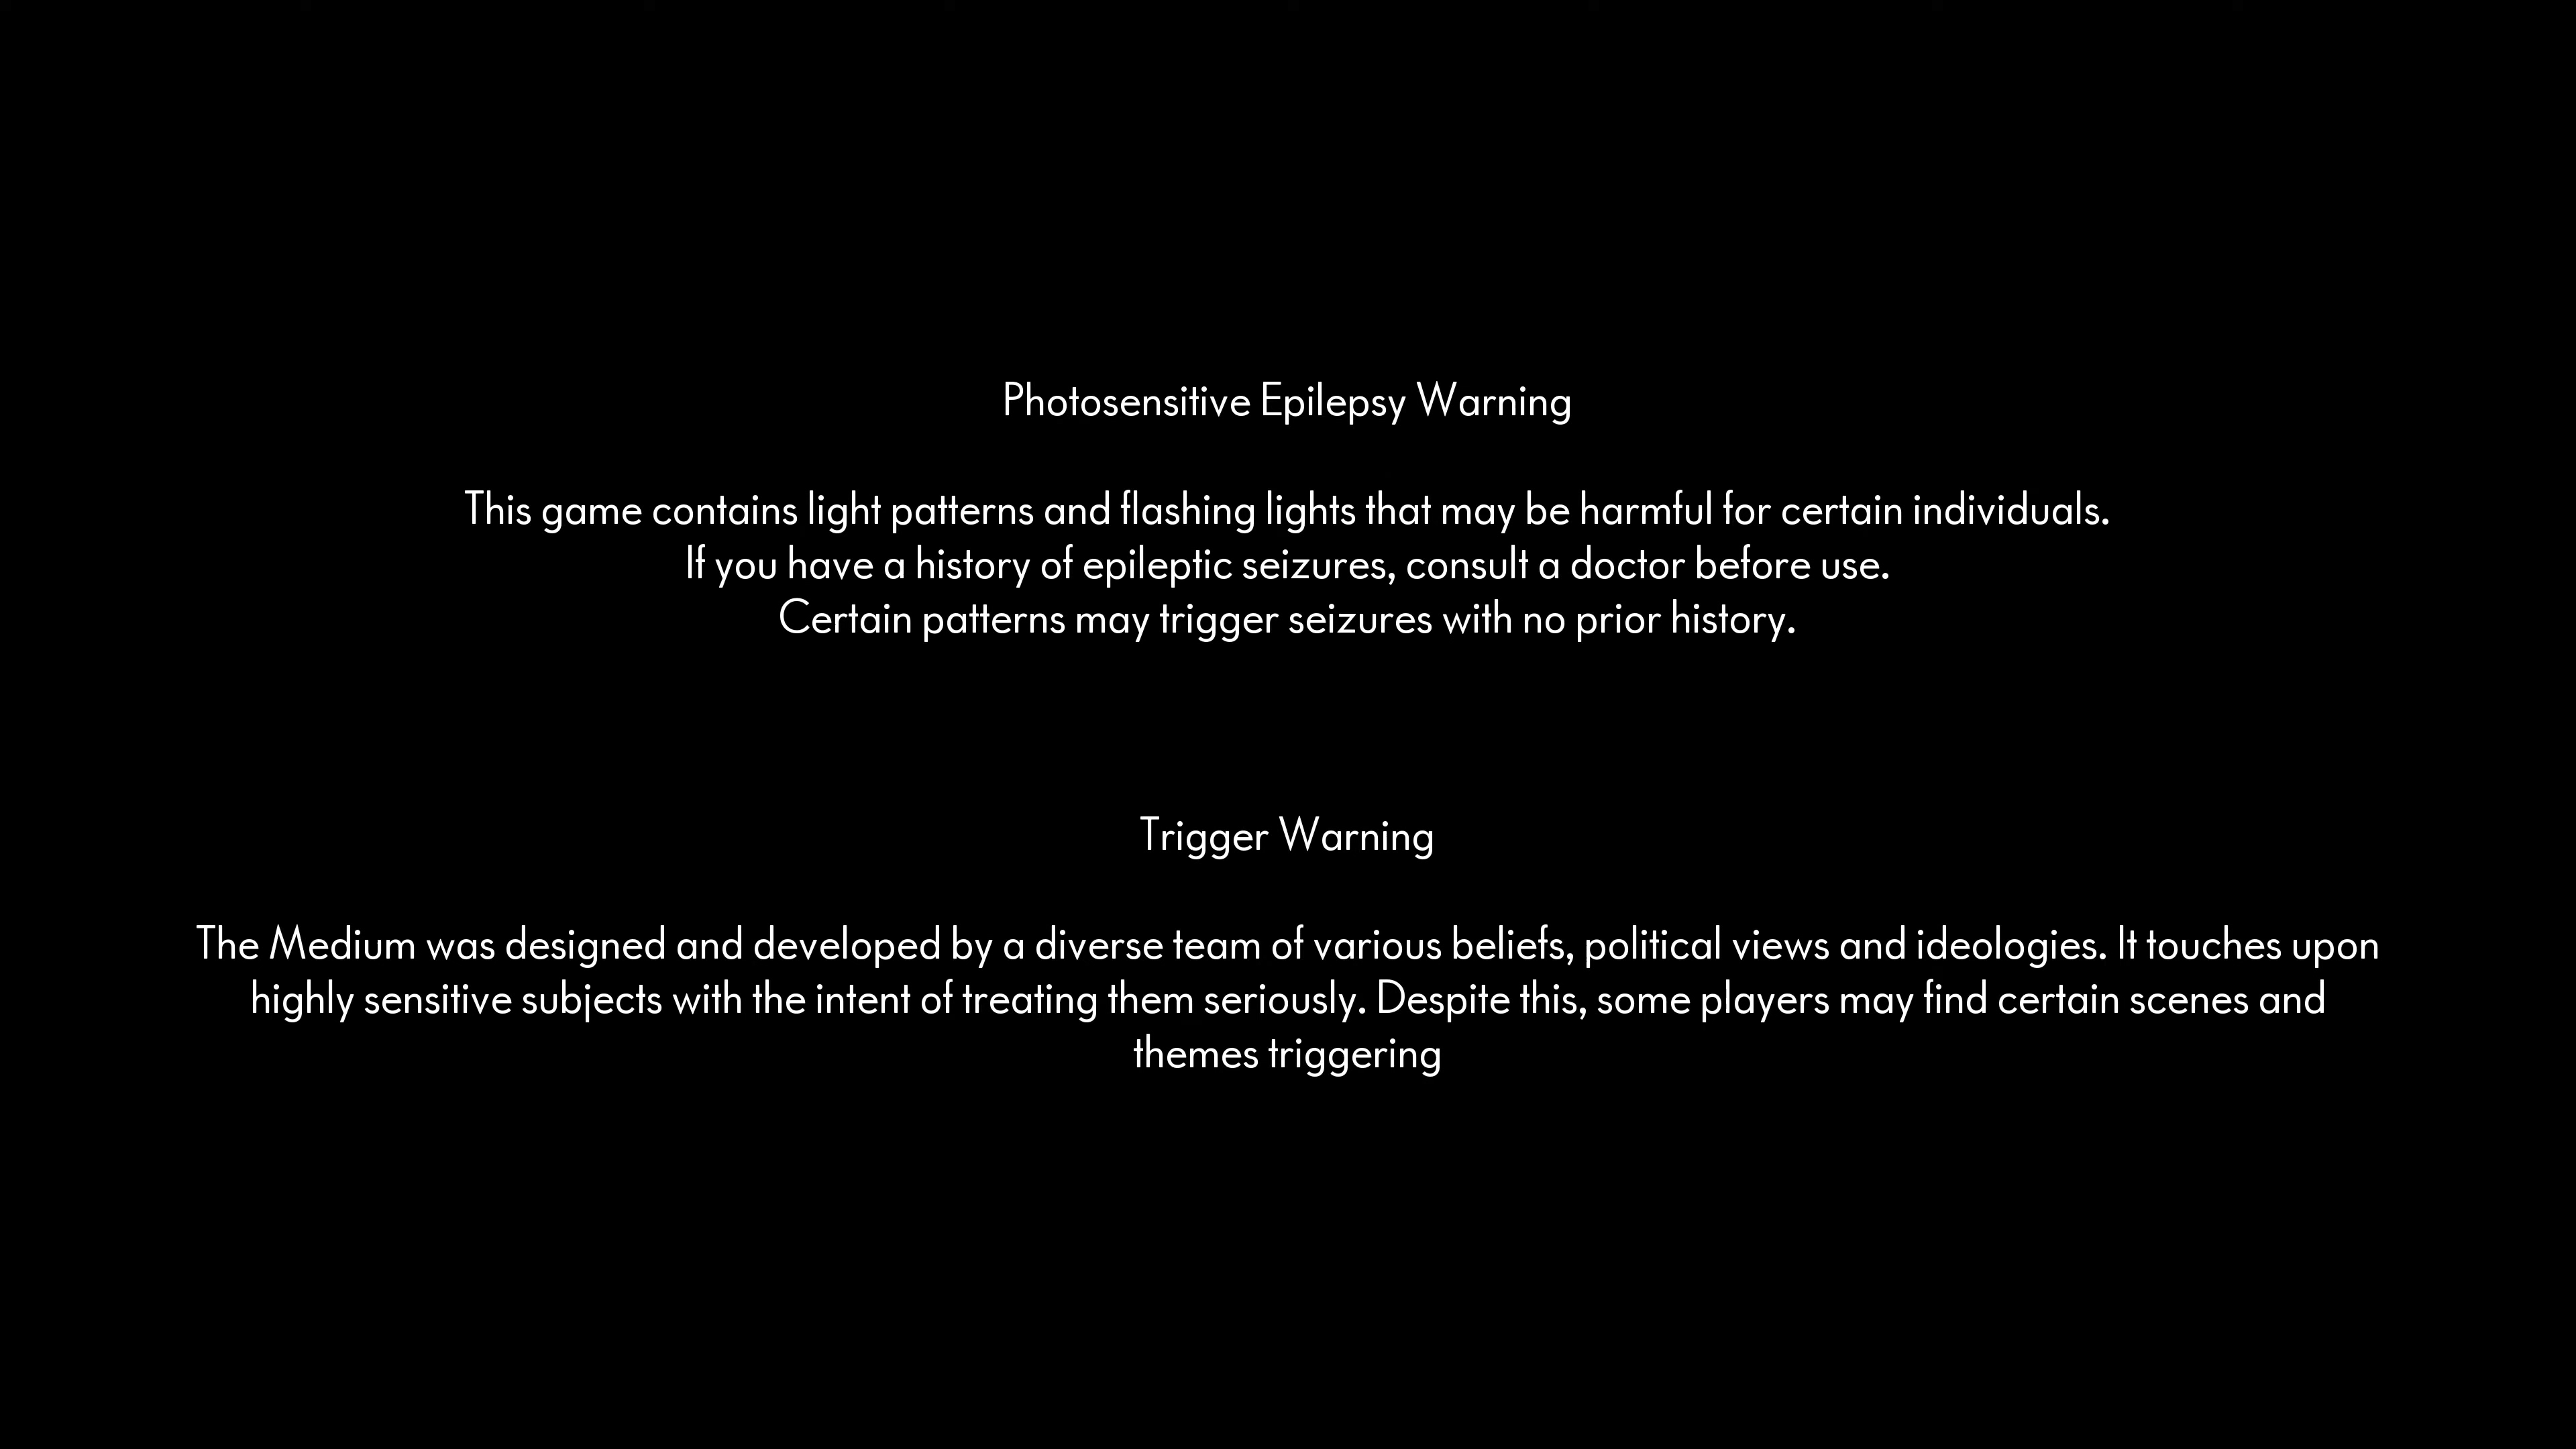 Photosensitive Epilepsy Warning
This game contains light patterns and flashing lights that may be harmful for certain individuals.
If you have a history of epileptic seizures, consult a doctor before use.
Certain patterns may trigger seizures with no prior history.
Trigger Warning
The Medium was designed and developed by a diverse team of various beliefs, political views and ideologies. It touches upon
highly sensitive subjects with the intent of treating them seriously. Despite this, some players may find certain scenes and
themes triggering